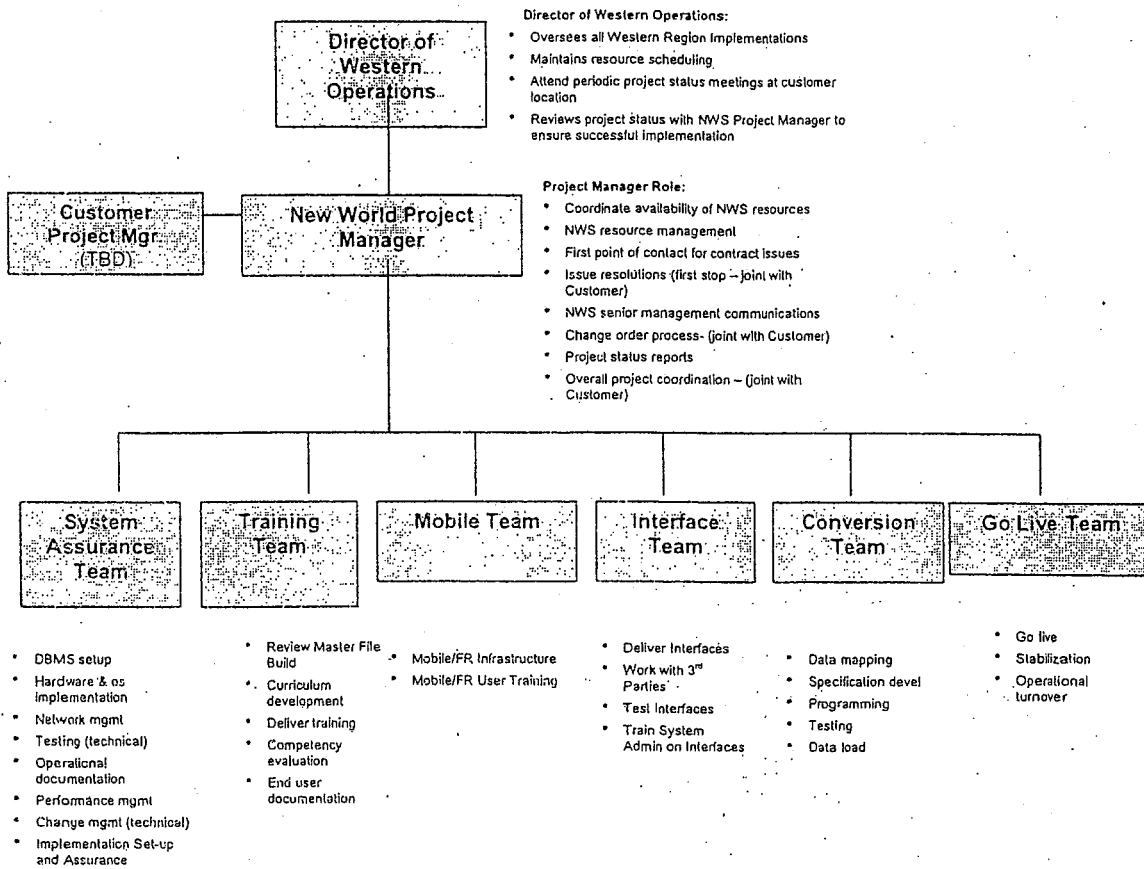 Director of
Western
Operations
Director of Western Operations:
• Oversees all Western Region Implementations
• Maintains resource scheduling
• Attend periodic project status meetings at customer
location
• Reviews project status with NWS Project Manager to
ensure successful implementation
Customer
Project Mgr
(TBD)
New World Project
Manager
Project Manager Role:
• Coordinate availability of NWS resources
• NWS resource management
• First point of contact for contract issues
• Issue resolutions (first stop – joint with
Customer)
• NWS senior management communications
• Change order process- (joint with Customer)
• Project status reports
• Overall project coordination – (joint with
Customer)
System
Assurance
Team
Training
Team
Mobile Team
Interface
Team
Conversion
Team
Go Live Team
• DBMS setup
• Hardware & os
implementation
• Network mgmt
• Testing (technical)
• Operational
documentation
• Performance mgmt
• Change mgmt (technical)
• Implementation Set-up
and Assurance
• Review Master File
Build
• Curriculum
development
• Deliver training
• Competency
evaluation
• End user
documentation
• Mobile/FR Infrastructure
• Mobile/FR User Training
• Deliver Interfaces
• Work with 3rd
Parties
• Test Interfaces
• Train System
Admin on Interfaces
• Data mapping
• Specification devel
• Programming
• Testing
• Data load
• Go live
• Stabilization
• Operational
turnover